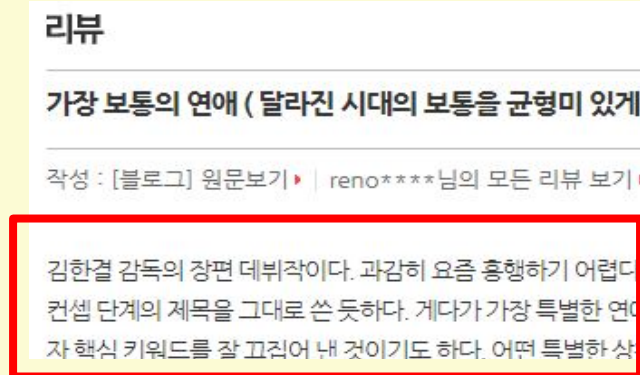 리뷰
가장 보통의 연애 ( 달라진 시대의 보통을 균형미 있게
작성 : [블로그] 원문보기 | reno****님의 모든 리뷰 보기
김한결 감독의 장편 데뷔작이다. 과감히 요즘 흥행하기 어렵다
컨셉 단계의 제목을 그대로 쓴 듯하다. 게다가 가장 특별한 연애
자 핵심 키워드를 잘 끄집어 낸 것이기도 하다. 어떤 특별한 상